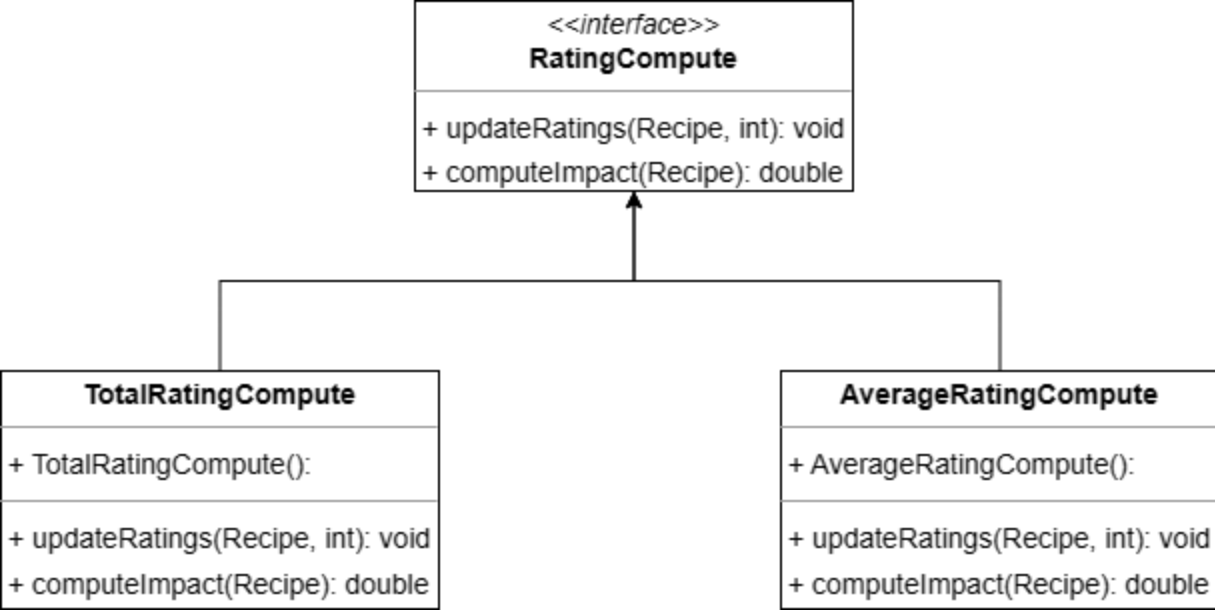 <<interface>>
RatingCompute
+ updateRatings(Recipe, int): void
+ computeImpact(Recipe): double
TotalRatingCompute
+ TotalRatingCompute():
+ updateRatings(Recipe, int): void
+ computeImpact(Recipe): double
AverageRatingCompute
+ AverageRatingCompute():
+ updateRatings(Recipe, int): void
+ computeImpact(Recipe): double